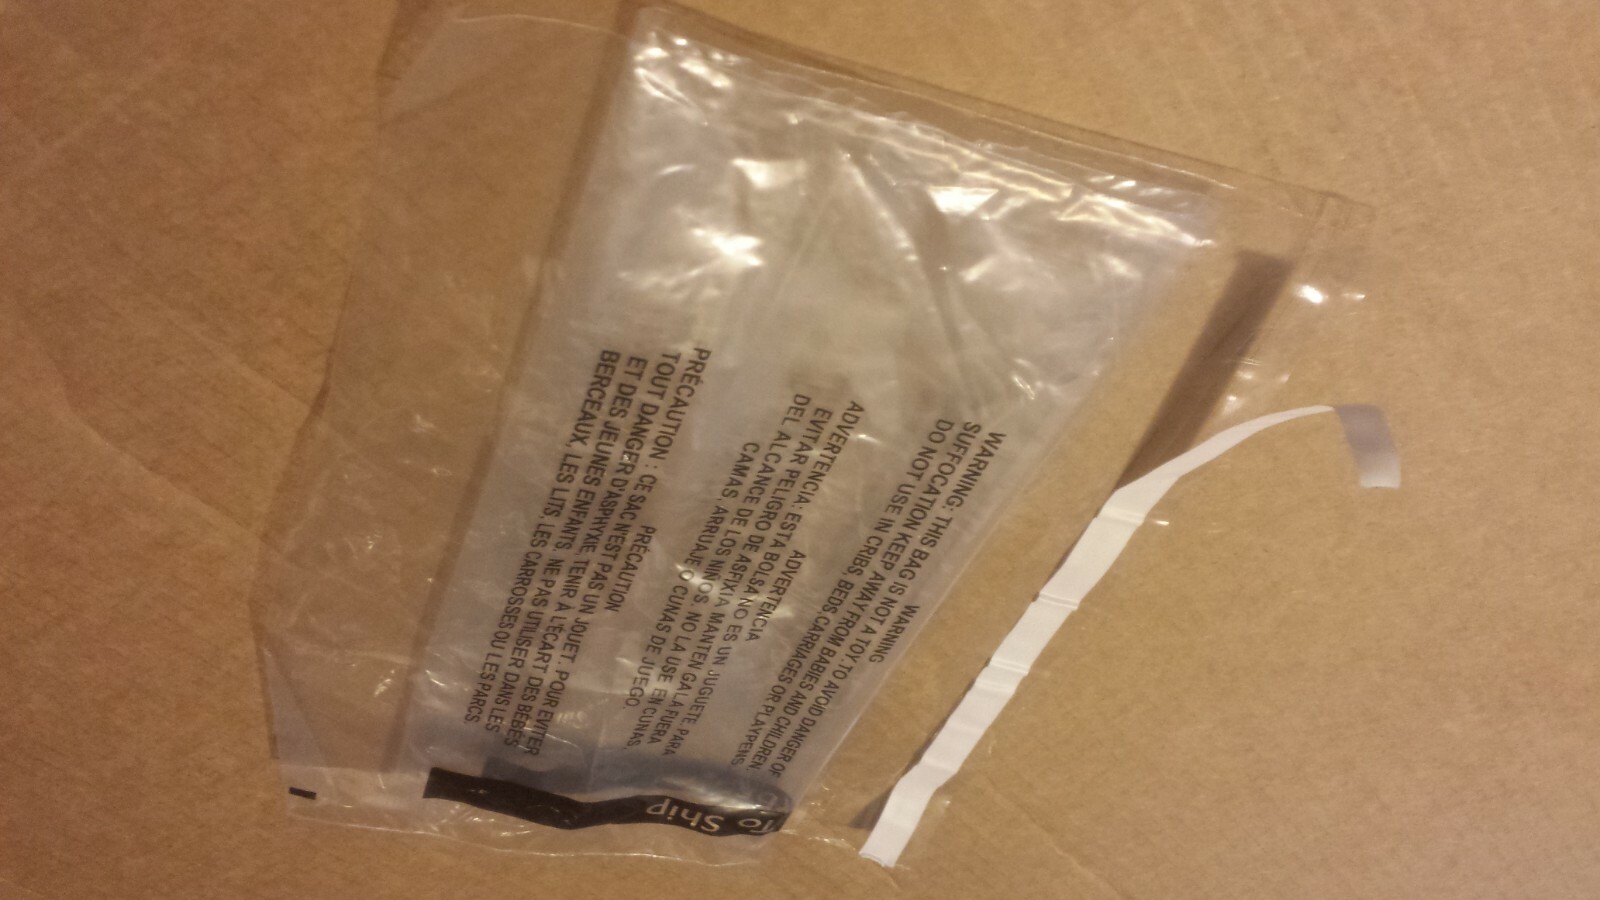 WARNING
WARNING: THIS BAG IS NOT A TOY. TO AVOID DANGER OF
SUFFOCATION KEEP AWAY FROM BABIES AND CHILDREN
DO NOT USE IN CRIBS, BEDS, CARRIAGES OR PLAYPENS
ADVERTENCIA
ADVERTENCIA: ESTA BOLSA NO ES UN JUGUETE PARA
EVITAR PELIGRO DE ASFIXIA MANTENGALA FUERA
DEL ALCANCE DE LOS NIÑOS. NO LA USE EN CUNAS,
CAMAS, ARRUAJE O CUNAS DE JUEGO.
PRÉCAUTION
PRÉCAUTION : CE SAC N'EST PAS UN JOUET. POUR ÉVITER
TOUT DANGER D'ASPHYXIE, TENIR À L'ÉCART DES BÉBÉS
ET DES JEUNES ENFANTS. NE PAS UTILISER DANS LES
BERCEAUX, LES LITS, LES CARROSSES OU LES PARCS.
To Ship